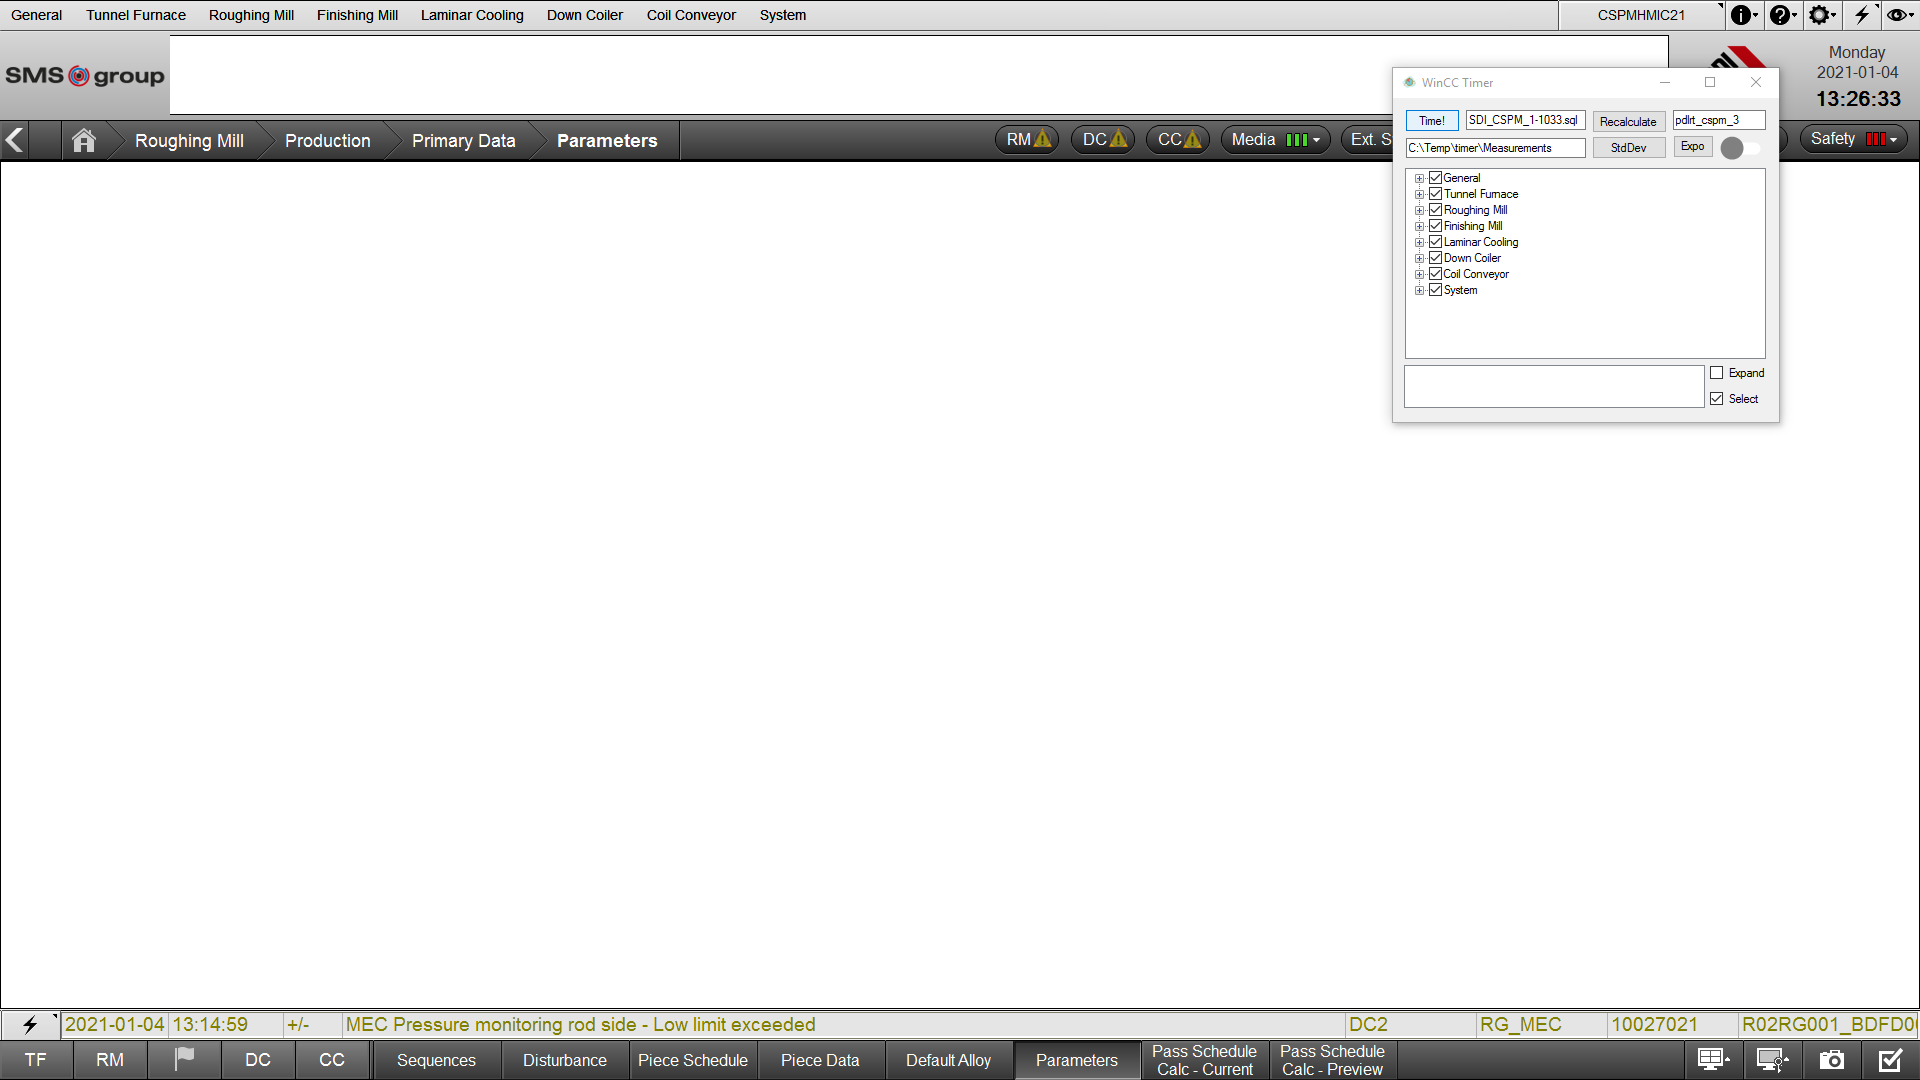 General Tunnel Furnace Roughing Mill Finishing Mill Laminar Cooling Down Coiler Coil Conveyor System CSPMHMIC21
SMS group
Monday
2021-01-04
13:26:33
Roughing Mill Production Primary Data Parameters RM DC CC Media Ext. S Safety
WinCC Timer
Time! SDI_CSPM_1-1033.sql Recalculate pdlrt_cspm_3
C:\Temp\timer\Measurements StdDev Expo
General
Tunnel Furnace
Roughing Mill
Finishing Mill
Laminar Cooling
Down Coiler
Coil Conveyor
System
Expand
Select
2021-01-04 13:14:59 +/- MEC Pressure monitoring rod side - Low limit exceeded DC2 RG_MEC 10027021 R02RG001_BDFD0
TF RM DC CC Sequences Disturbance Piece Schedule Piece Data Default Alloy Parameters Pass Schedule Calc - Current Pass Schedule Calc - Preview